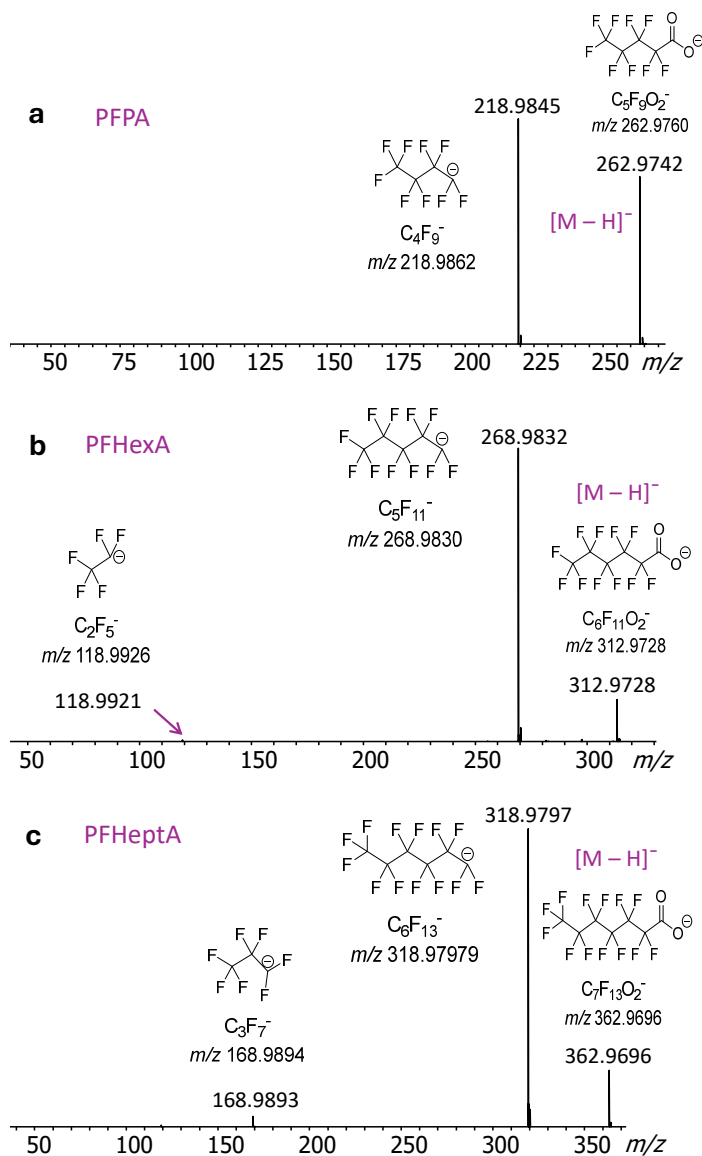 O
F F F F
F
O⊖
F F F F
C₅F₉O₂⁻
m/z 262.9760
a
PFPA
218.9845
262.9742
F F F F
F
⊖
F F F F
[M – H]⁻
C₄F₉⁻
m/z 218.9862
50 75 100 125 150 175 200 225 250 m/z
b
PFHexA
F F F F
F
⊖
F F F F F F
C₅F₁₁⁻
m/z 268.9830
268.9832
[M – H]⁻
F F
F
⊖
F F
C₂F₅⁻
m/z 118.9926
118.9921
F F F F O
F
O⊖
F F F F F F
C₆F₁₁O₂⁻
m/z 312.9728
312.9728
50 100 150 200 250 300 m/z
c
PFHeptA
318.9797
F F F F F
F
F
⊖
F F F F F F
C₆F₁₃⁻
m/z 318.97979
[M – H]⁻
F F
F
⊖
F
F F
F
C₃F₇⁻
m/z 168.9894
168.9893
F F F F F O
F
F
O⊖
F F F F F F
C₇F₁₃O₂⁻
m/z 362.9696
362.9696
50 100 150 200 250 300 350 m/z